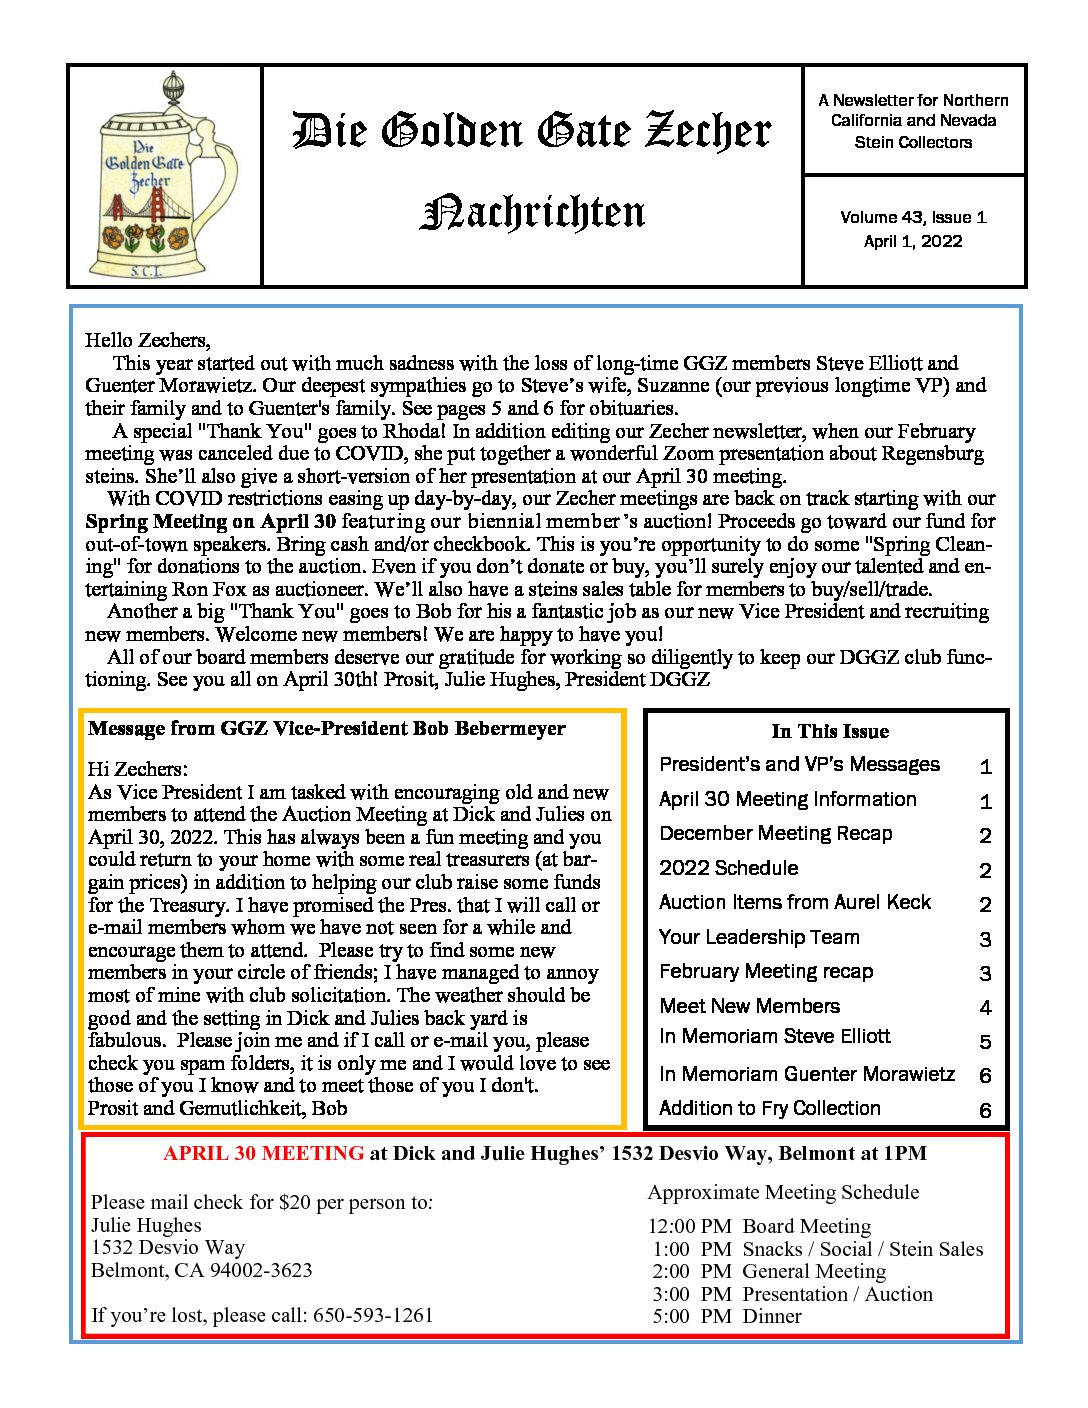 Die
Golden Gate
Zecher
S.C.I.
Die Golden Gate Zecher
Nachrichten
A Newsletter for Northern
California and Nevada
Stein Collectors
Volume 43, Issue 1
April 1, 2022
Hello Zechers,
This year started out with much sadness with the loss of long-time GGZ members Steve Elliott and
Guenter Morawietz. Our deepest sympathies go to Steve’s wife, Suzanne (our previous longtime VP) and
their family and to Guenter's family. See pages 5 and 6 for obituaries.
A special "Thank You" goes to Rhoda! In addition editing our Zecher newsletter, when our February
meeting was canceled due to COVID, she put together a wonderful Zoom presentation about Regensburg
steins. She’ll also give a short-version of her presentation at our April 30 meeting.
With COVID restrictions easing up day-by-day, our Zecher meetings are back on track starting with our
Spring Meeting on April 30 featuring our biennial member’s auction! Proceeds go toward our fund for
out-of-town speakers. Bring cash and/or checkbook. This is you’re opportunity to do some "Spring Clean-
ing" for donations to the auction. Even if you don’t donate or buy, you’ll surely enjoy our talented and en-
tertaining Ron Fox as auctioneer. We’ll also have a steins sales table for members to buy/sell/trade.
Another a big "Thank You" goes to Bob for his a fantastic job as our new Vice President and recruiting
new members. Welcome new members! We are happy to have you!
All of our board members deserve our gratitude for working so diligently to keep our DGGZ club func-
tioning. See you all on April 30th! Prosit, Julie Hughes, President DGGZ
Message from GGZ Vice-President Bob Bebermeyer
Hi Zechers:
As Vice President I am tasked with encouraging old and new
members to attend the Auction Meeting at Dick and Julies on
April 30, 2022. This has always been a fun meeting and you
could return to your home with some real treasurers (at bar-
gain prices) in addition to helping our club raise some funds
for the Treasury. I have promised the Pres. that I will call or
e-mail members whom we have not seen for a while and
encourage them to attend.  Please try to find some new
members in your circle of friends; I have managed to annoy
most of mine with club solicitation. The weather should be
good and the setting in Dick and Julies back yard is
fabulous.  Please join me and if I call or e-mail you, please
check you spam folders, it is only me and I would love to see
those of you I know and to meet those of you I don't.
Prosit and Gemutlichkeit, Bob
In This Issue
President’s and VP’s Messages 1
April 30 Meeting Information 1
December Meeting Recap 2
2022 Schedule 2
Auction Items from Aurel Keck 2
Your Leadership Team 3
February Meeting recap 3
Meet New Members 4
In Memoriam Steve Elliott 5
In Memoriam Guenter Morawietz 6
Addition to Fry Collection 6
APRIL 30 MEETING at Dick and Julie Hughes’ 1532 Desvio Way, Belmont at 1PM
Please mail check for $20 per person to:
Julie Hughes
1532 Desvio Way
Belmont, CA 94002-3623
If you’re lost, please call: 650-593-1261
Approximate Meeting Schedule
12:00 PM Board Meeting
1:00 PM Snacks / Social / Stein Sales
2:00 PM General Meeting
3:00 PM Presentation / Auction
5:00 PM Dinner